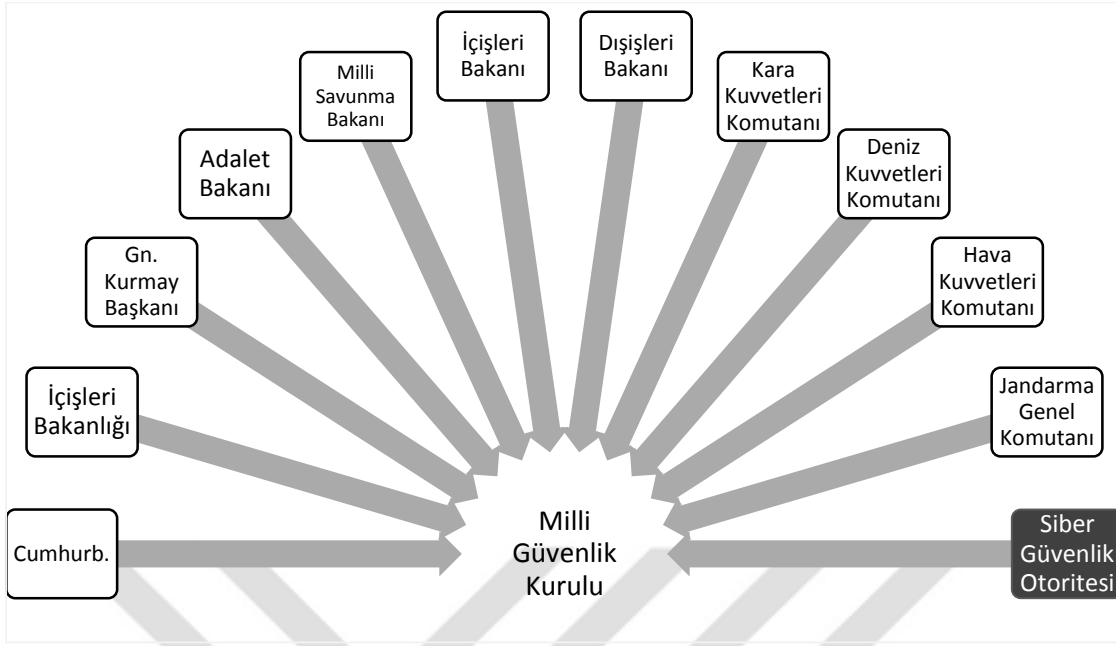 Cumhurb.
İçişleri
Bakanlığı
Gn.
Kurmay
Başkanı
Adalet
Bakanı
Milli
Savunma
Bakanı
İçişleri
Bakanı
Dışişleri
Bakanı
Kara
Kuvvetleri
Komutanı
Deniz
Kuvvetleri
Komutanı
Hava
Kuvvetleri
Komutanı
Jandarma
Genel
Komutanı
Siber
Güvenlik
Otoritesi
Milli
Güvenlik
Kurulu